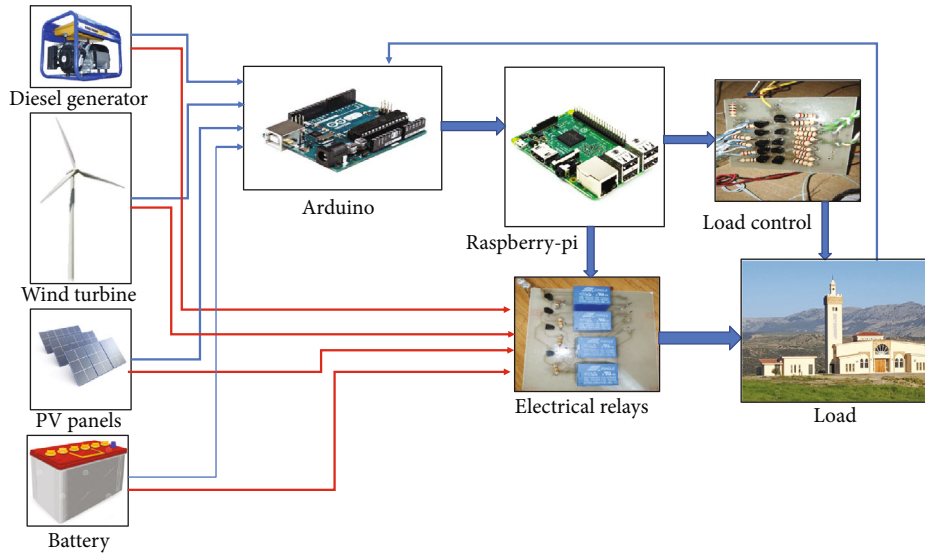 Diesel generator
Wind turbine
PV panels
Battery
Arduino
Raspberry-pi
Load control
Electrical relays
Load